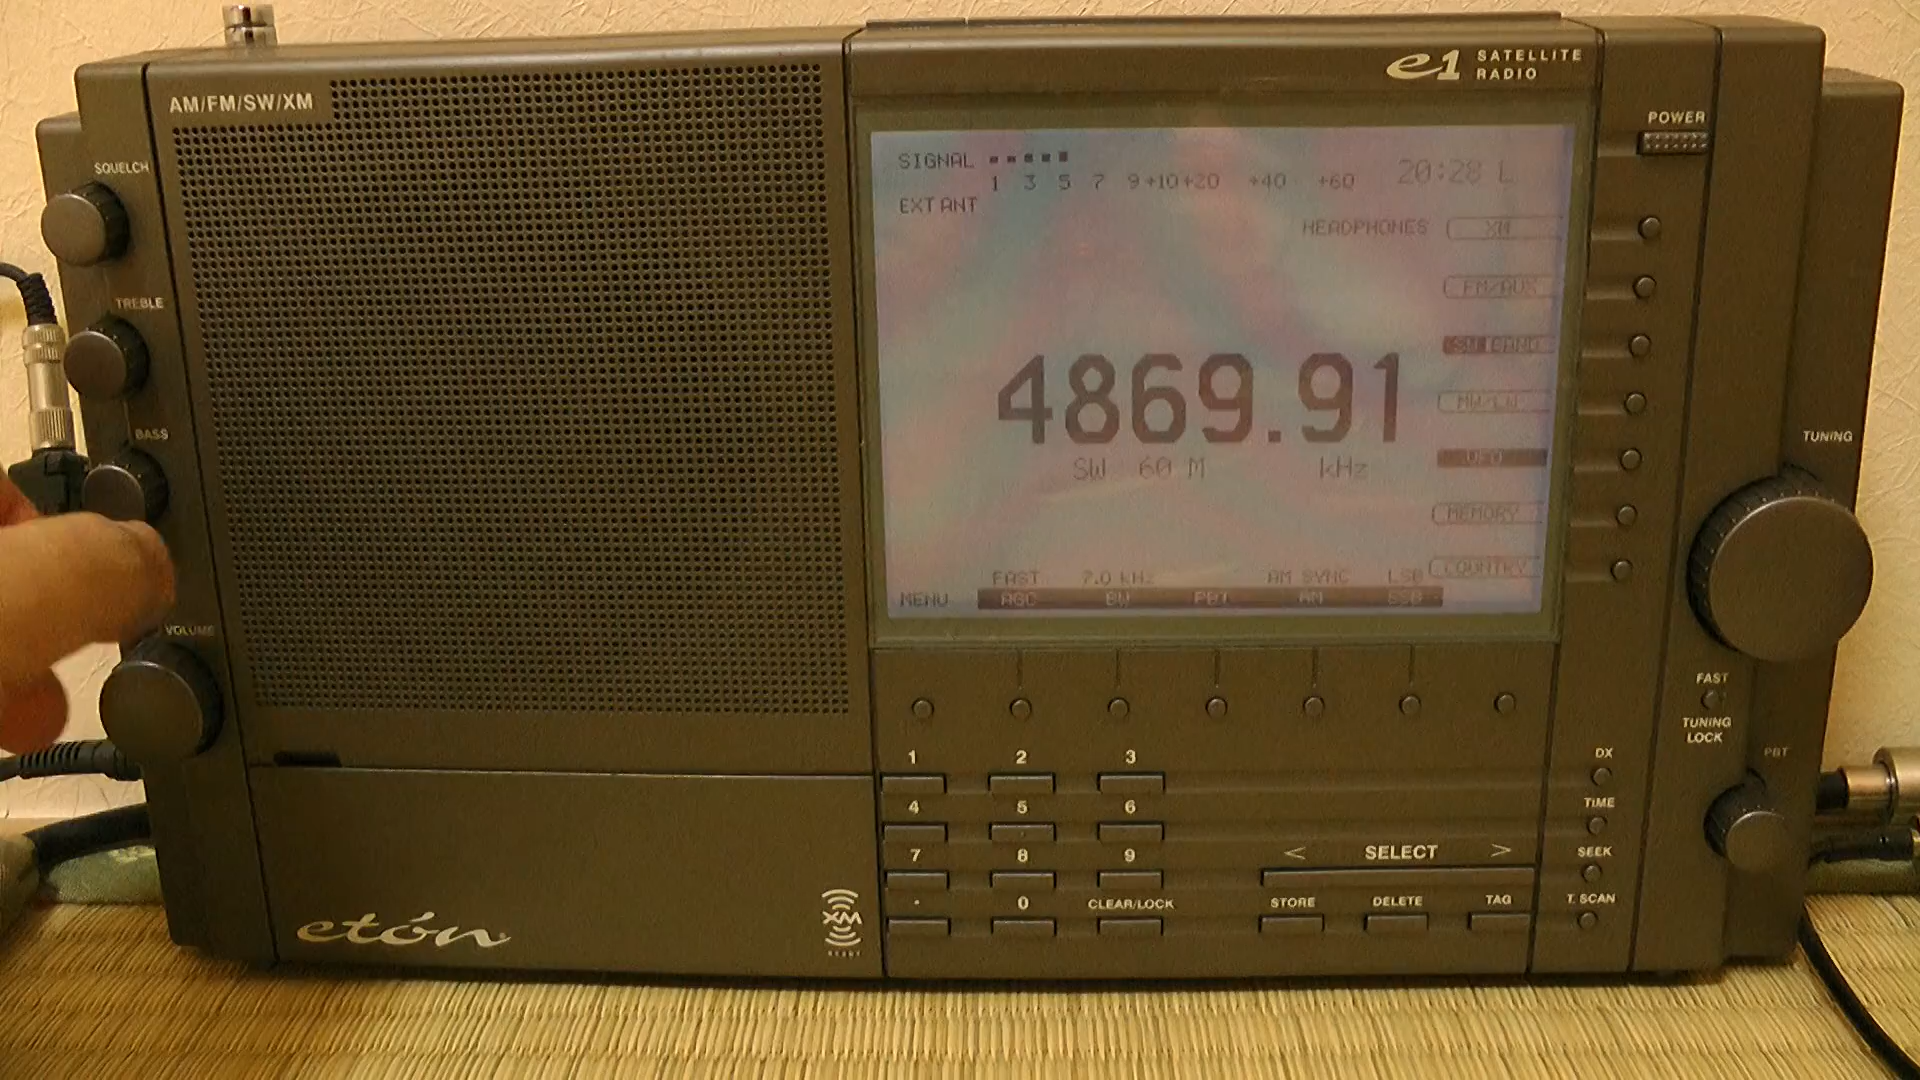 e1 SATELLITE
RADIO
AM/FM/SW/XM
POWER
SQUELCH
SIGNAL
1 3 5 7 9 +10 +20 +40 +60
20:28 L
EXT ANT
HEADPHONES
XM
FM/AUX
TREBLE
SW BAND
MW/LW
4869.91
SW 60 M kHz
BASS
TUNING
VFO
MEMORY
COUNTRY
FAST 7.0 kHz AM SYNC LSB
MENU AGC BW PBT AM SSB
VOLUME
FAST
TUNING
LOCK
PBT
DX
1 2 3
TIME
4 5 6
SEEK
7 8 9
< SELECT >
T. SCAN
. 0 CLEAR/LOCK
STORE DELETE TAG
etón
XM
READY